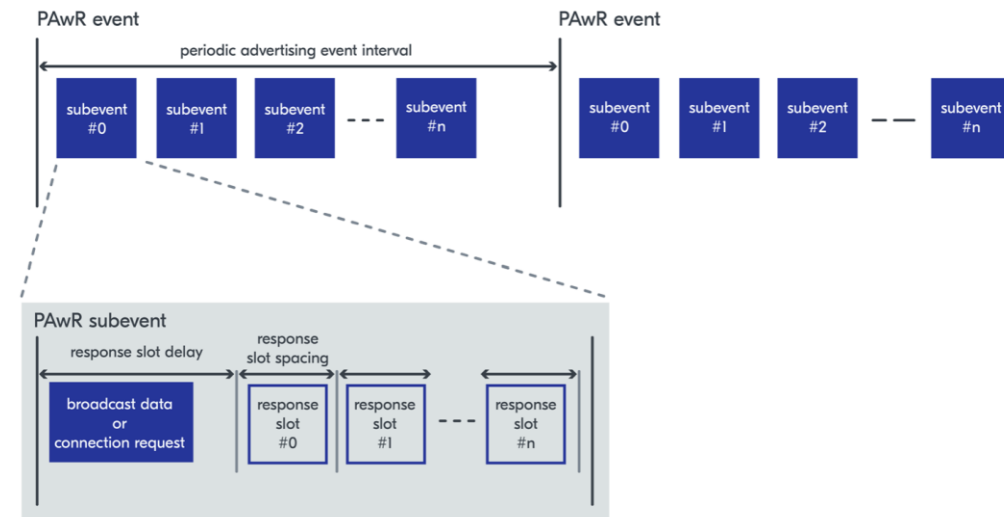 PAwR event
PAwR event
periodic advertising event interval
subevent
#0
subevent
#1
subevent
#2
subevent
#n
subevent
#0
subevent
#1
subevent
#2
subevent
#n
PAwR subevent
response slot delay
response
slot spacing
broadcast data
or
connection request
response
slot
#0
response
slot
#1
response
slot
#n